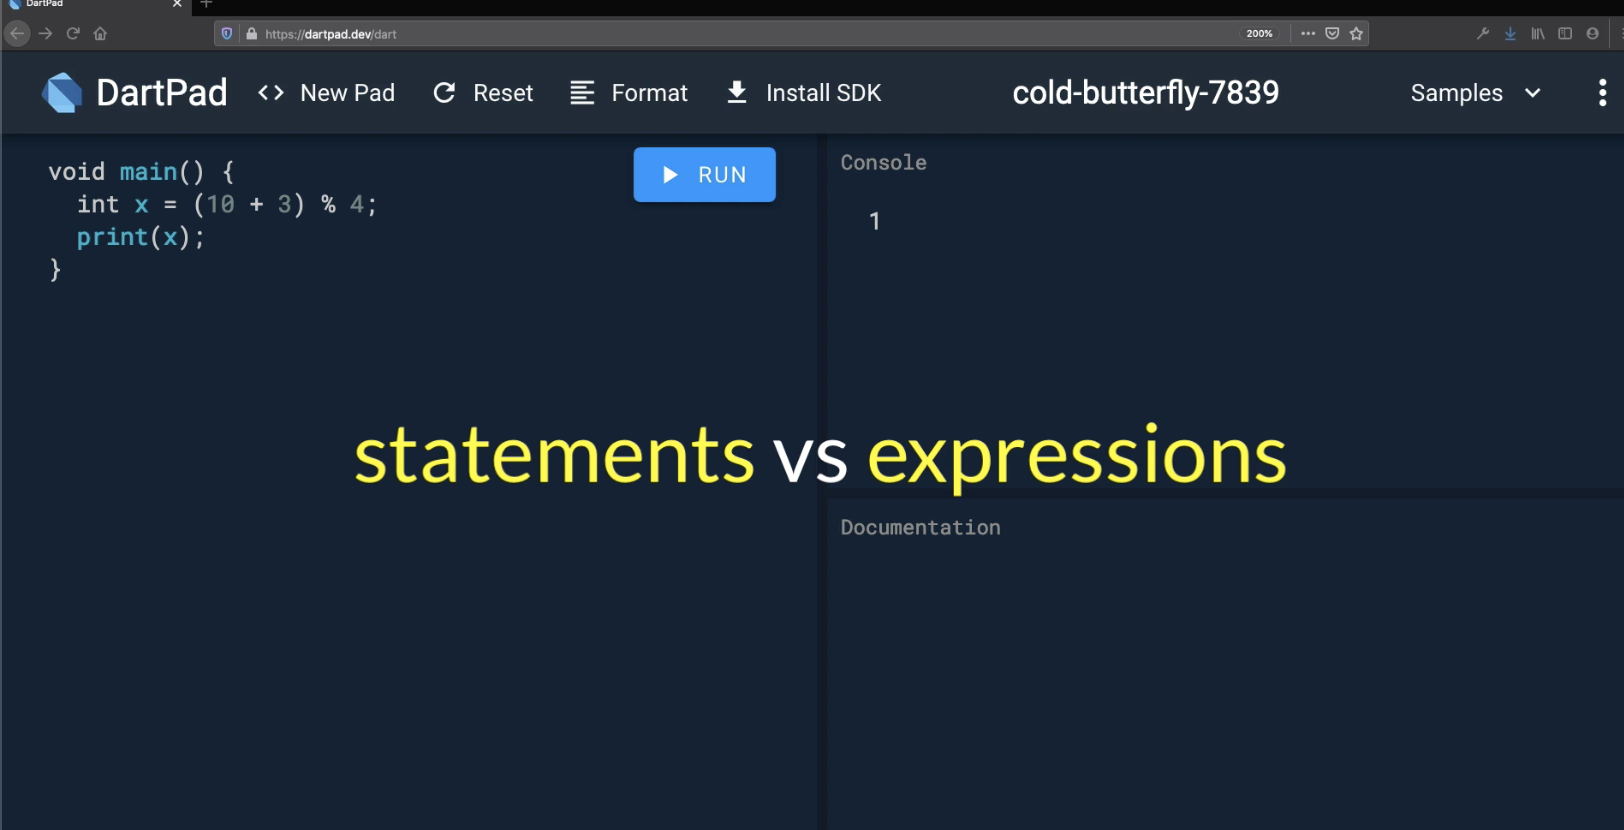 DartPad
https://dartpad.dev/dart
200%
DartPad
New Pad
Reset
Format
Install SDK
cold-butterfly-7839
Samples
void main() {
  int x = (10 + 3) % 4;
  print(x);
}
RUN
Console
1
statements vs expressions
Documentation